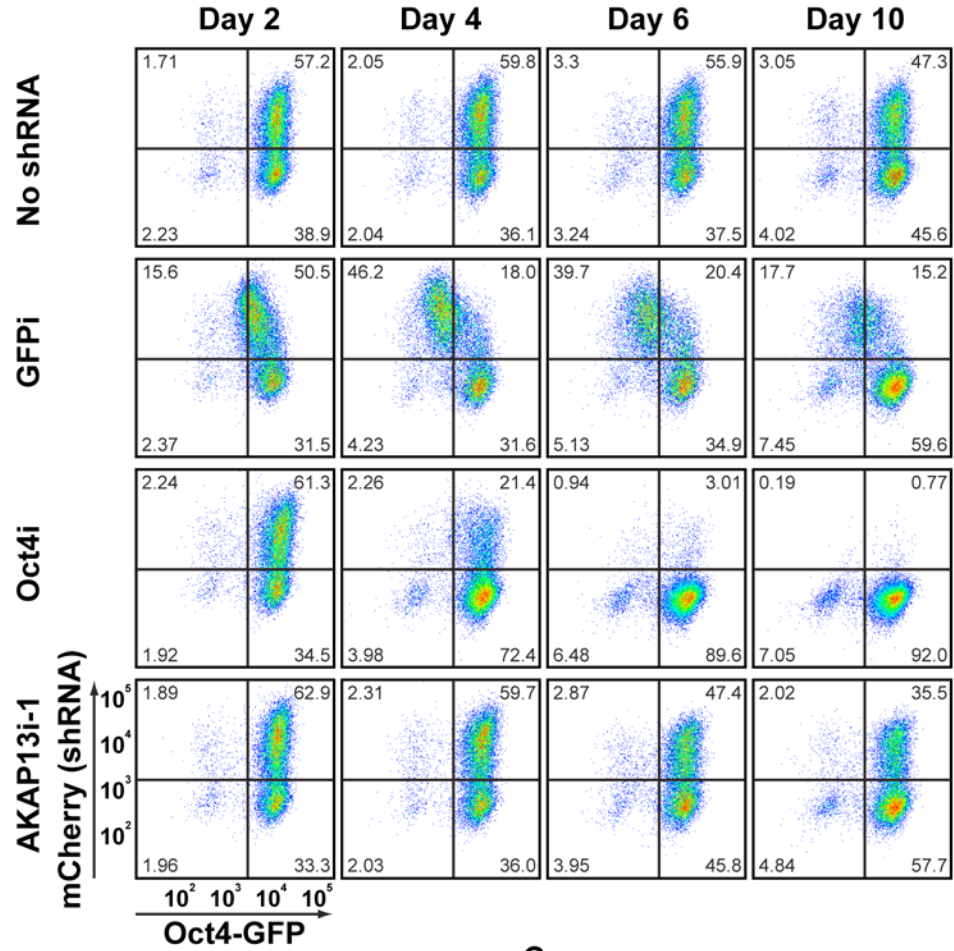 Day 2 Day 4 Day 6 Day 10
No shRNA
1.71 57.2 2.05 59.8 3.3 55.9 3.05 47.3
2.23 38.9 2.04 36.1 3.24 37.5 4.02 45.6
GFPi
15.6 50.5 46.2 18.0 39.7 20.4 17.7 15.2
2.37 31.5 4.23 31.6 5.13 34.9 7.45 59.6
Oct4i
2.24 61.3 2.26 21.4 0.94 3.01 0.19 0.77
1.92 34.5 3.98 72.4 6.48 89.6 7.05 92.0
AKAP13i-1
mCherry (shRNA)
10⁵
10⁴
10³
10²
1.89 62.9 2.31 59.7 2.87 47.4 2.02 35.5
1.96 33.3 2.03 36.0 3.95 45.8 4.84 57.7
10² 10³ 10⁴ 10⁵
Oct4-GFP